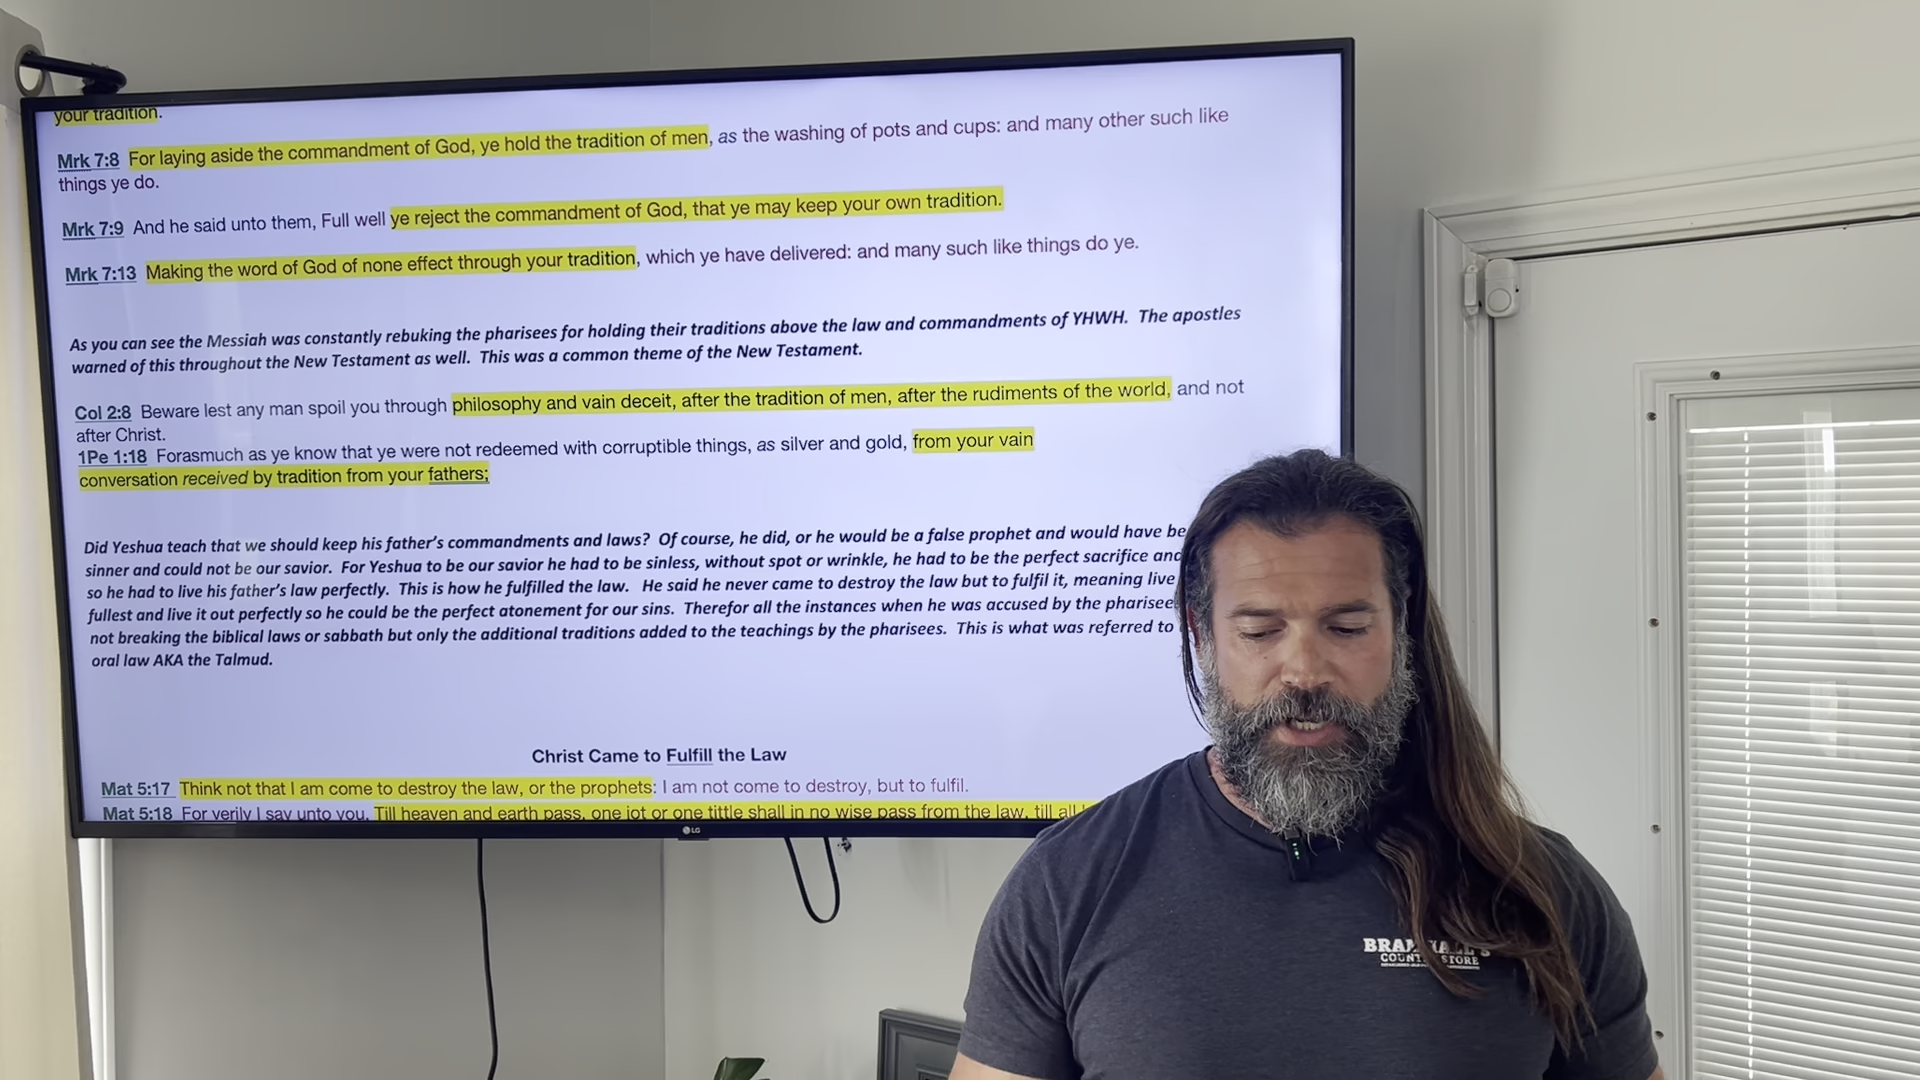 your tradition.
Mrk 7:8 For laying aside the commandment of God, ye hold the tradition of men, as the washing of pots and cups: and many other such like
things ye do.
Mrk 7:9 And he said unto them, Full well ye reject the commandment of God, that ye may keep your own tradition.
Mrk 7:13 Making the word of God of none effect through your tradition, which ye have delivered: and many such like things do ye.
As you can see the Messiah was constantly rebuking the pharisees for holding their traditions above the law and commandments of YHWH. The apostles
warned of this throughout the New Testament as well. This was a common theme of the New Testament.
Col 2:8 Beware lest any man spoil you through philosophy and vain deceit, after the tradition of men, after the rudiments of the world, and not
after Christ.
1Pe 1:18 Forasmuch as ye know that ye were not redeemed with corruptible things, as silver and gold, from your vain
conversation received by tradition from your fathers;
Did Yeshua teach that we should keep his father's commandments and laws? Of course, he did, or he would be a false prophet and would have be
sinner and could not be our savior. For Yeshua to be our savior he had to be sinless, without spot or wrinkle, he had to be the perfect sacrifice and
so he had to live his father's law perfectly. This is how he fulfilled the law. He said he never came to destroy the law but to fulfil it, meaning live
fullest and live it out perfectly so he could be the perfect atonement for our sins. Therefor all the instances when he was accused by the pharisee
not breaking the biblical laws or sabbath but only the additional traditions added to the teachings by the pharisees. This is what was referred to
oral law AKA the Talmud.
Christ Came to Fulfill the Law
Mat 5:17 Think not that I am come to destroy the law, or the prophets: I am not come to destroy, but to fulfil.
Mat 5:18 For verily I say unto you, Till heaven and earth pass, one jot or one tittle shall in no wise pass from the law, till all
LG
STORE